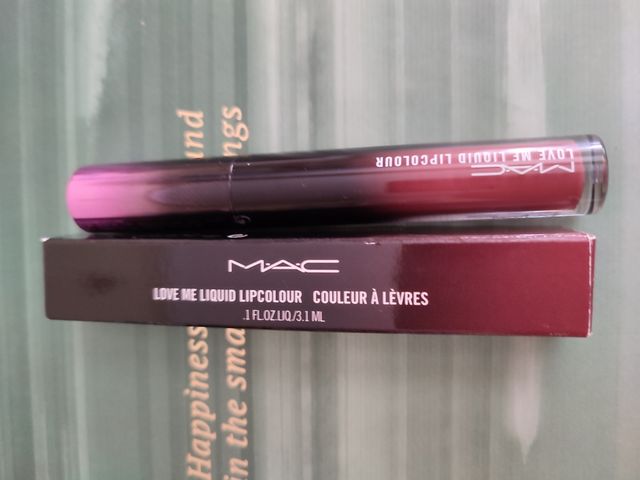 MAC
LOVE ME LIQUID LIPCOLOUR
M·A·C
LOVE ME LIQUID LIPCOLOUR COULEUR À LÈVRES
.1 FL.OZ.LIQ./3.1 ML
Happiness
in the sma